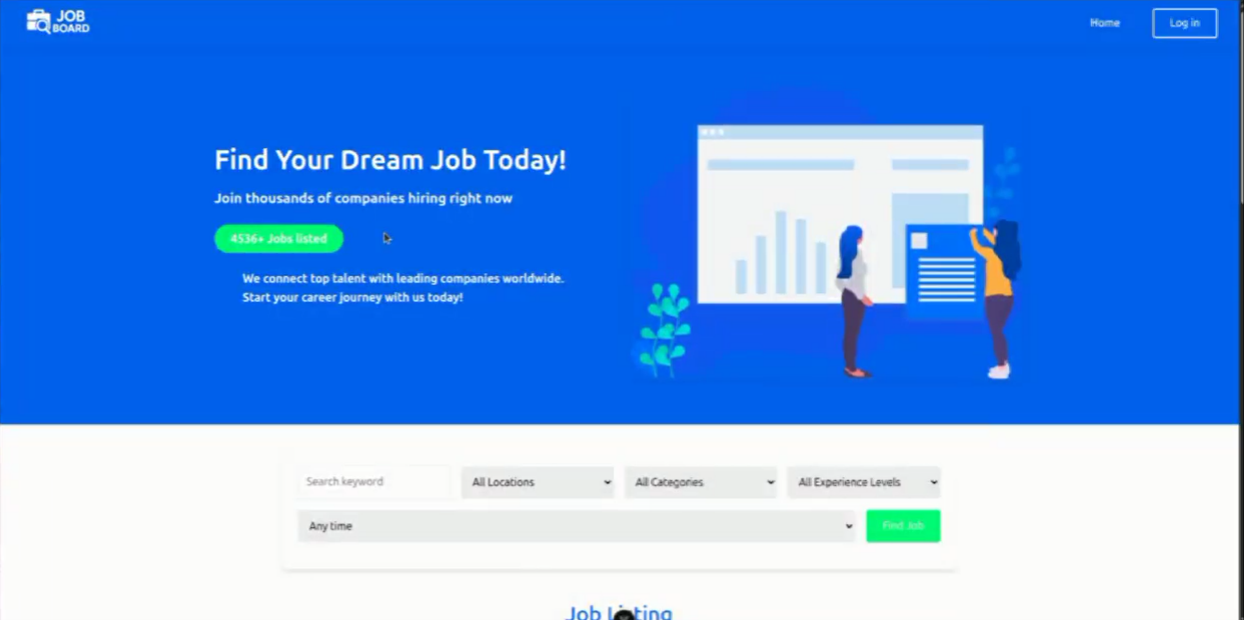 JOB
BOARD
Home
Log in
Find Your Dream Job Today!
Join thousands of companies hiring right now
4536+ Jobs listed
We connect top talent with leading companies worldwide.
Start your career journey with us today!
Search keyword
All Locations
All Categories
All Experience Levels
Any time
Find Job
Job Listing